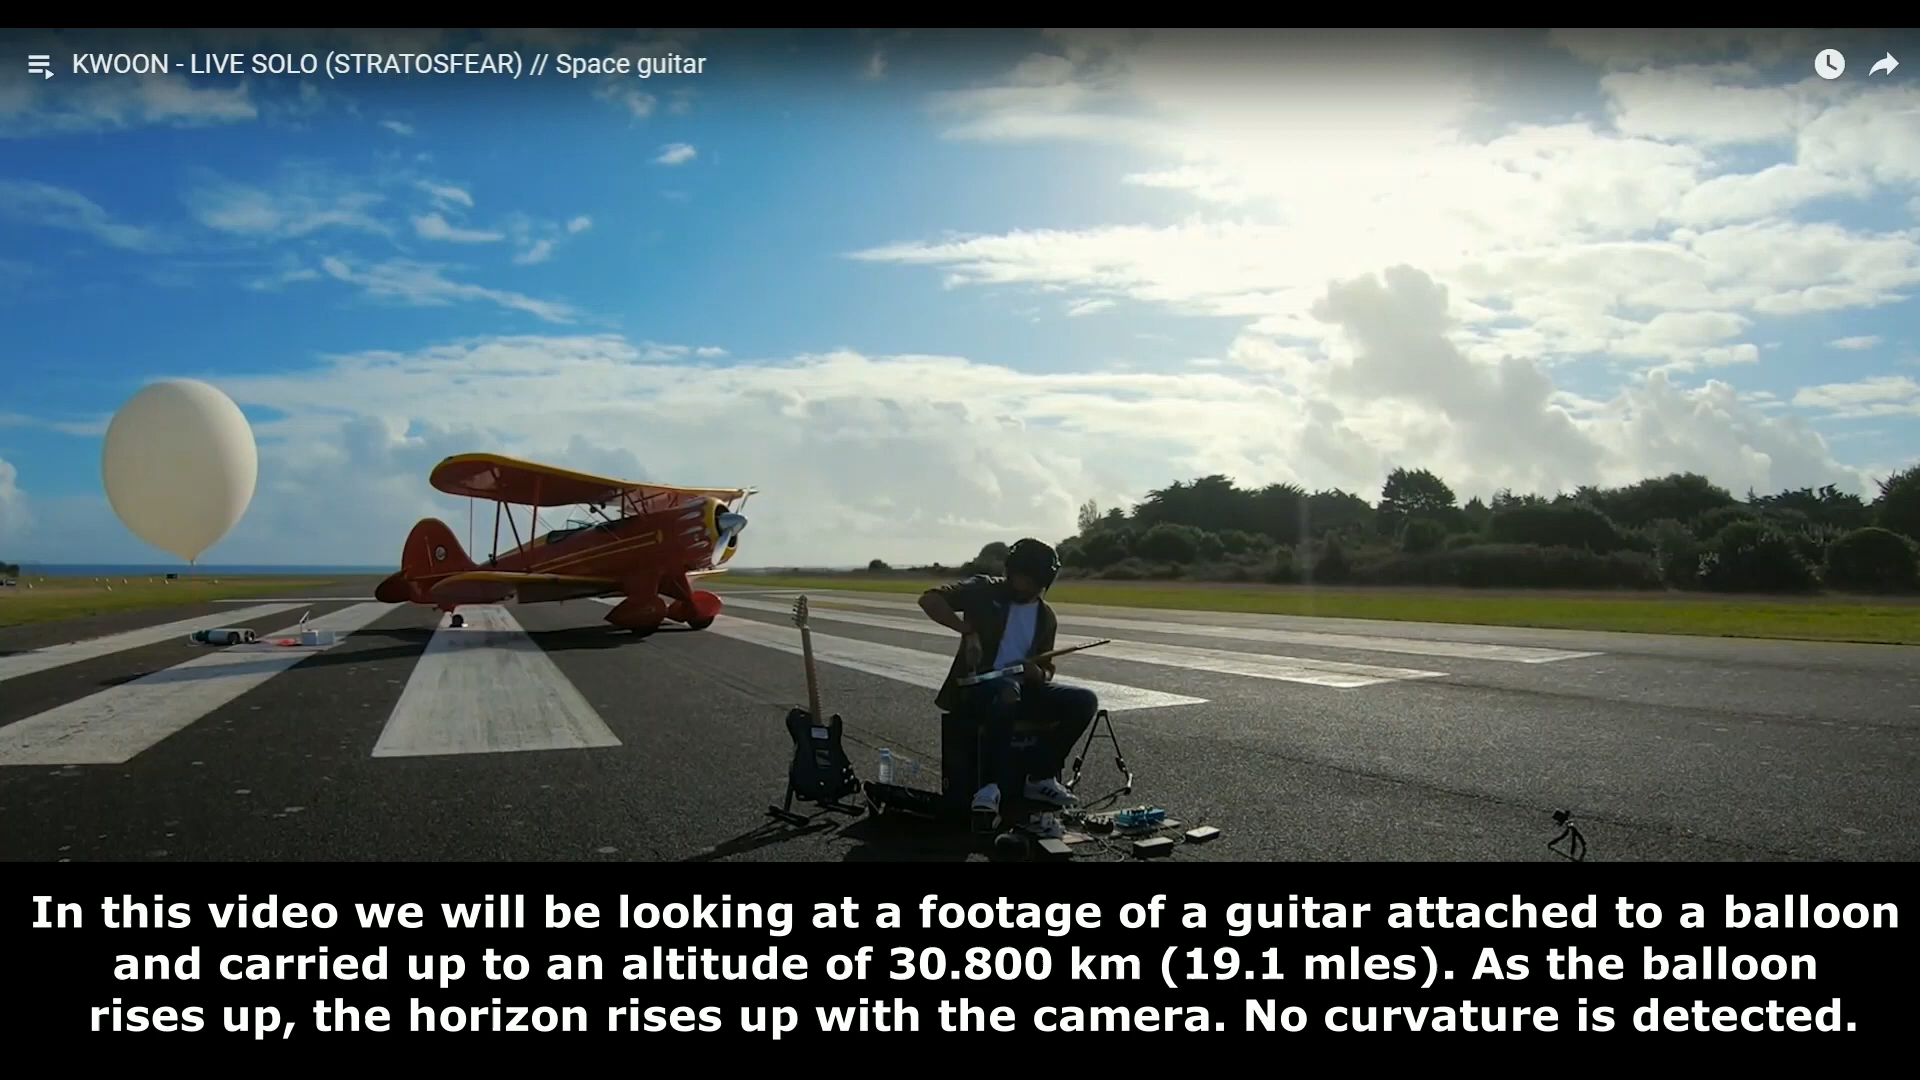 KWOON - LIVE SOLO (STRATOSFEAR) // Space guitar
In this video we will be looking at a footage of a guitar attached to a balloon
and carried up to an altitude of 30.800 km (19.1 mles). As the balloon
rises up, the horizon rises up with the camera. No curvature is detected.